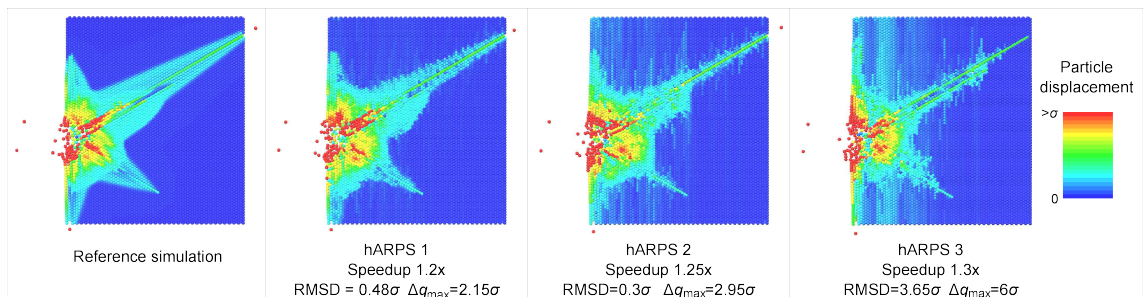 Reference simulation
hARPS 1
Speedup 1.2x
RMSD = 0.48σ Δqmax=2.15σ
hARPS 2
Speedup 1.25x
RMSD=0.3σ Δqmax=2.95σ
hARPS 3
Speedup 1.3x
RMSD=3.65σ Δqmax=6σ
Particle
displacement
>σ
0